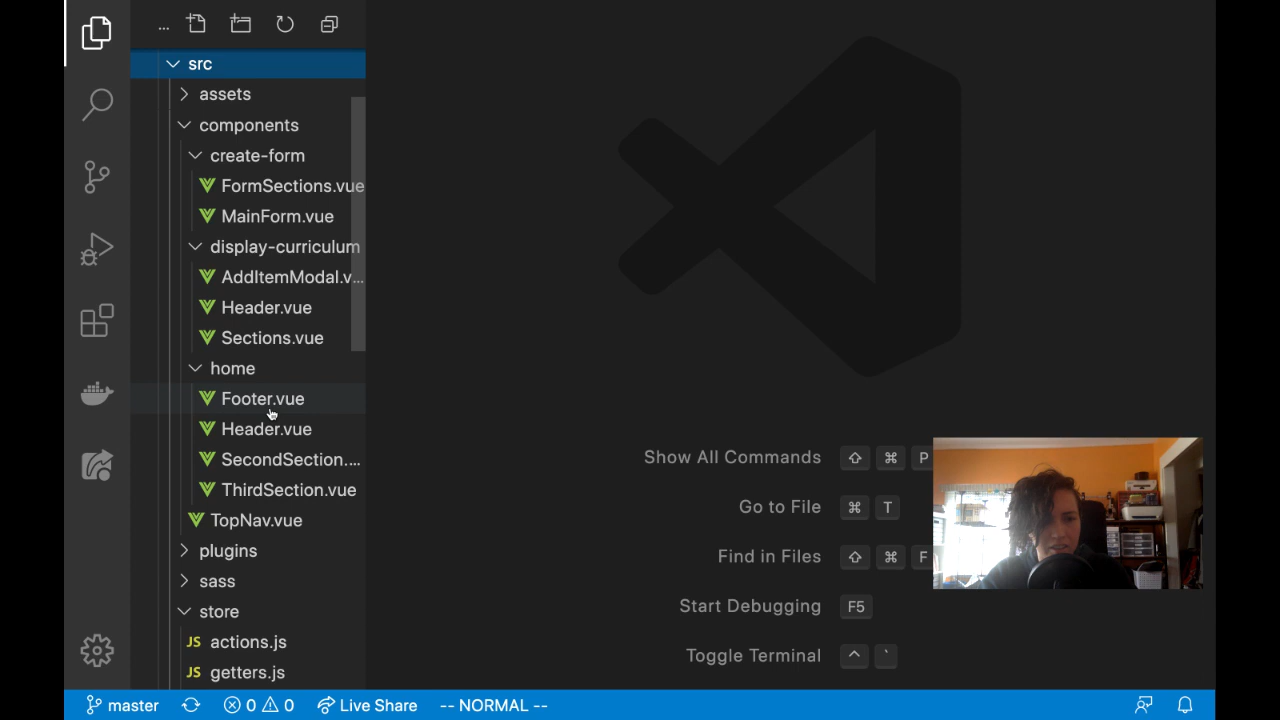 ...
src
assets
components
create-form
FormSections.vue
MainForm.vue
display-curriculum
AddItemModal.v...
Header.vue
Sections.vue
home
Footer.vue
Header.vue
SecondSection....
ThirdSection.vue
TopNav.vue
plugins
sass
store
JS actions.js
JS getters.js
Show All Commands ⇧ ⌘ P
Go to File ⌘ T
Find in Files ⇧ ⌘ F
Start Debugging F5
Toggle Terminal ^ `
master 0 0 Live Share -- NORMAL --